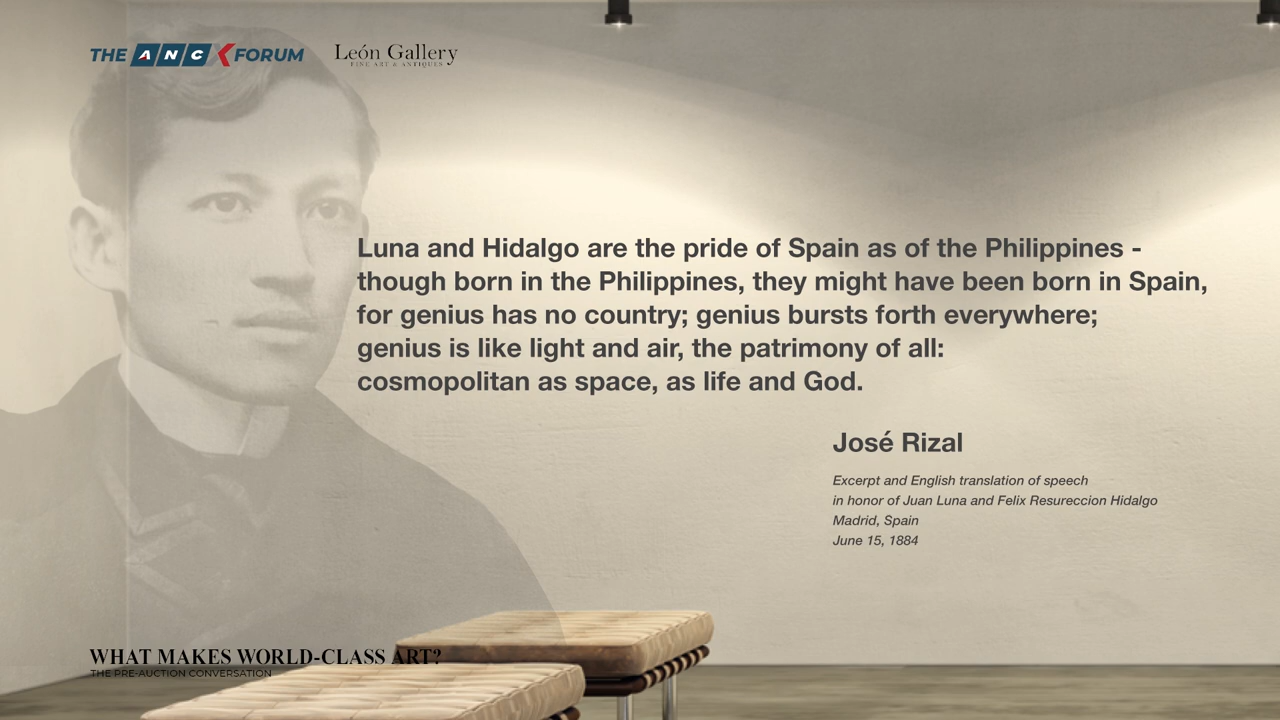 THE ANC FORUM
León Gallery
FINE ART & ANTIQUES
Luna and Hidalgo are the pride of Spain as of the Philippines -
though born in the Philippines, they might have been born in Spain,
for genius has no country; genius bursts forth everywhere;
genius is like light and air, the patrimony of all:
cosmopolitan as space, as life and God.
José Rizal
Excerpt and English translation of speech
in honor of Juan Luna and Felix Resureccion Hidalgo
Madrid, Spain
June 15, 1884
WHAT MAKES WORLD-CLASS ART?
THE PRE-AUCTION CONVERSATION